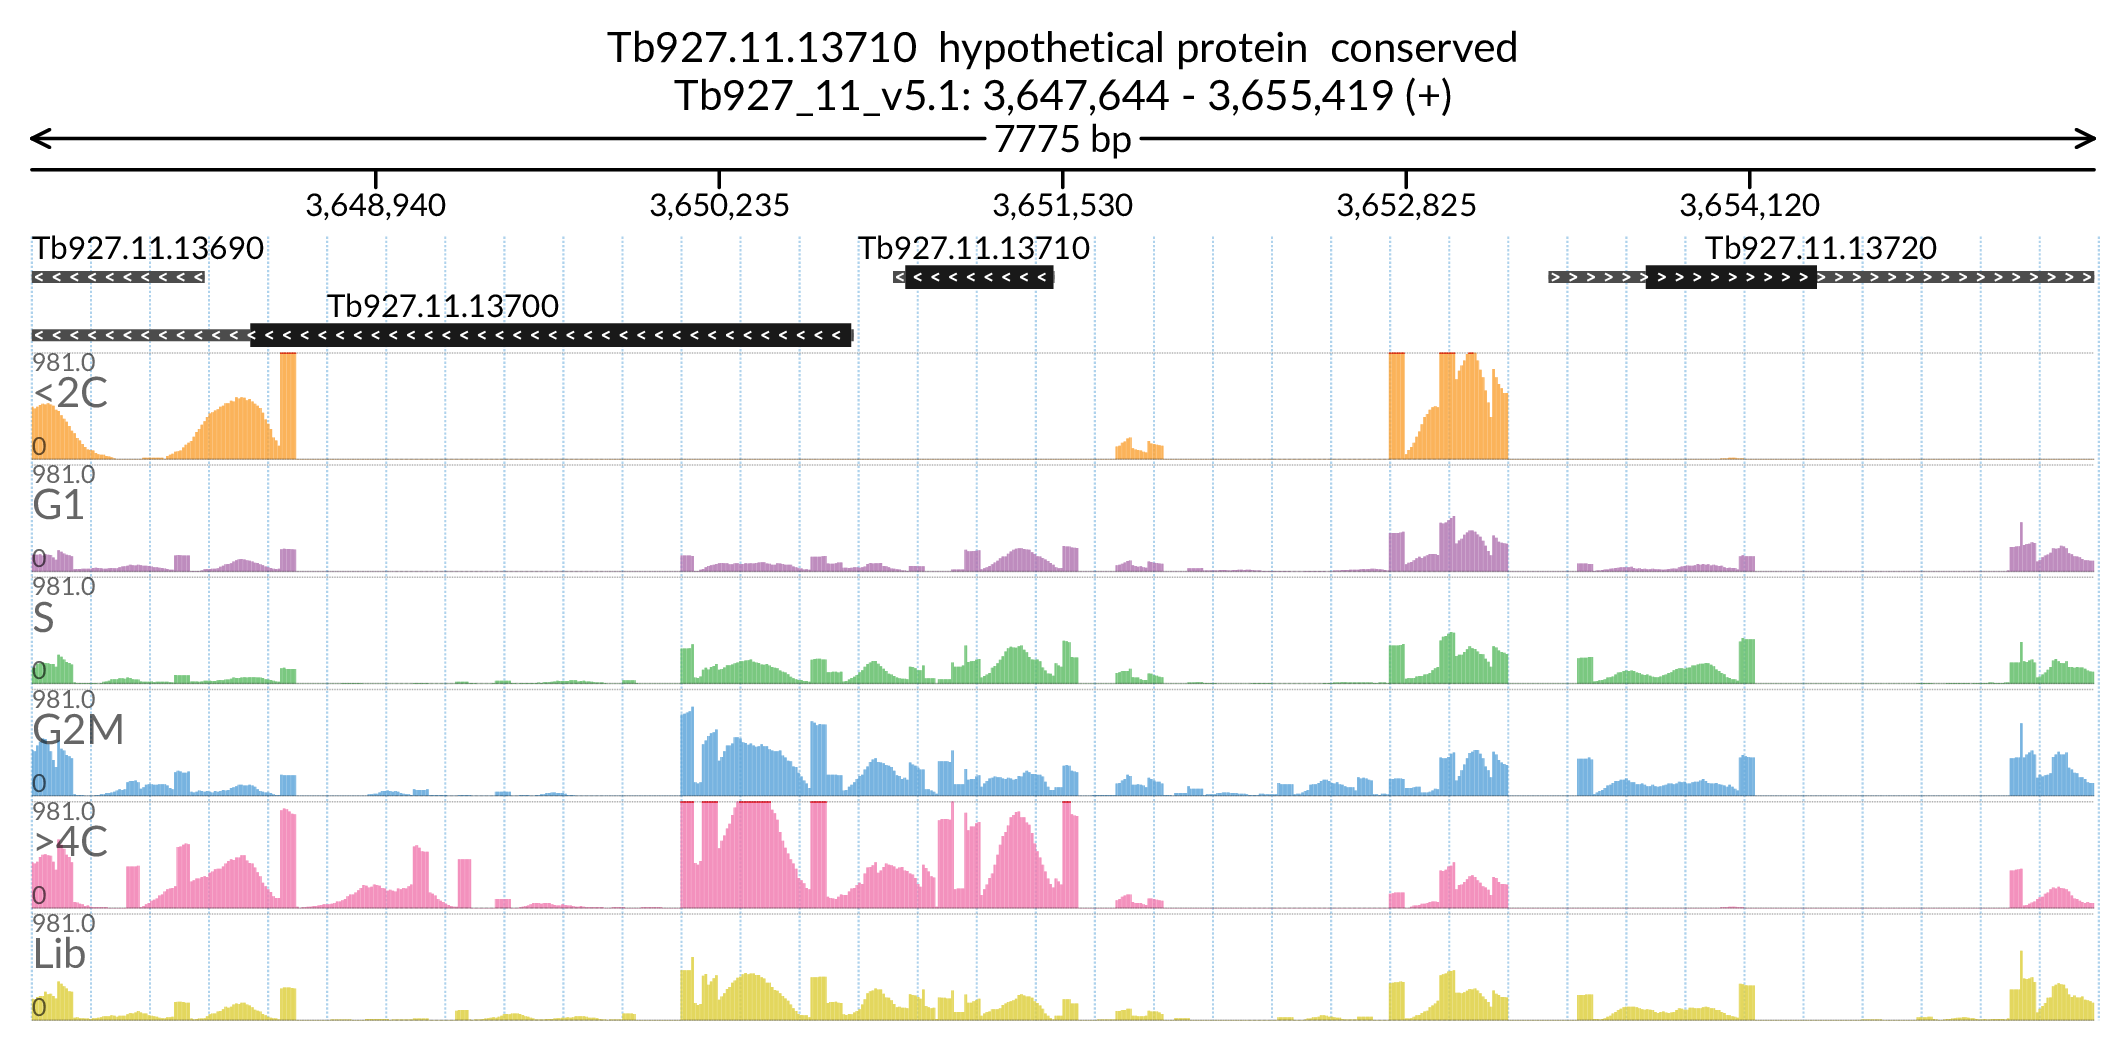 Tb927.11.13710 hypothetical protein conserved
Tb927_11_v5.1: 3,647,644 - 3,655,419 (+)
7775 bp
3,648,940 3,650,235 3,651,530 3,652,825 3,654,120
Tb927.11.13690 Tb927.11.13710 Tb927.11.13720
Tb927.11.13700
981.0
<2C
0
981.0
G1
0
981.0
S
0
981.0
G2M
0
981.0
>4C
0
981.0
Lib
0